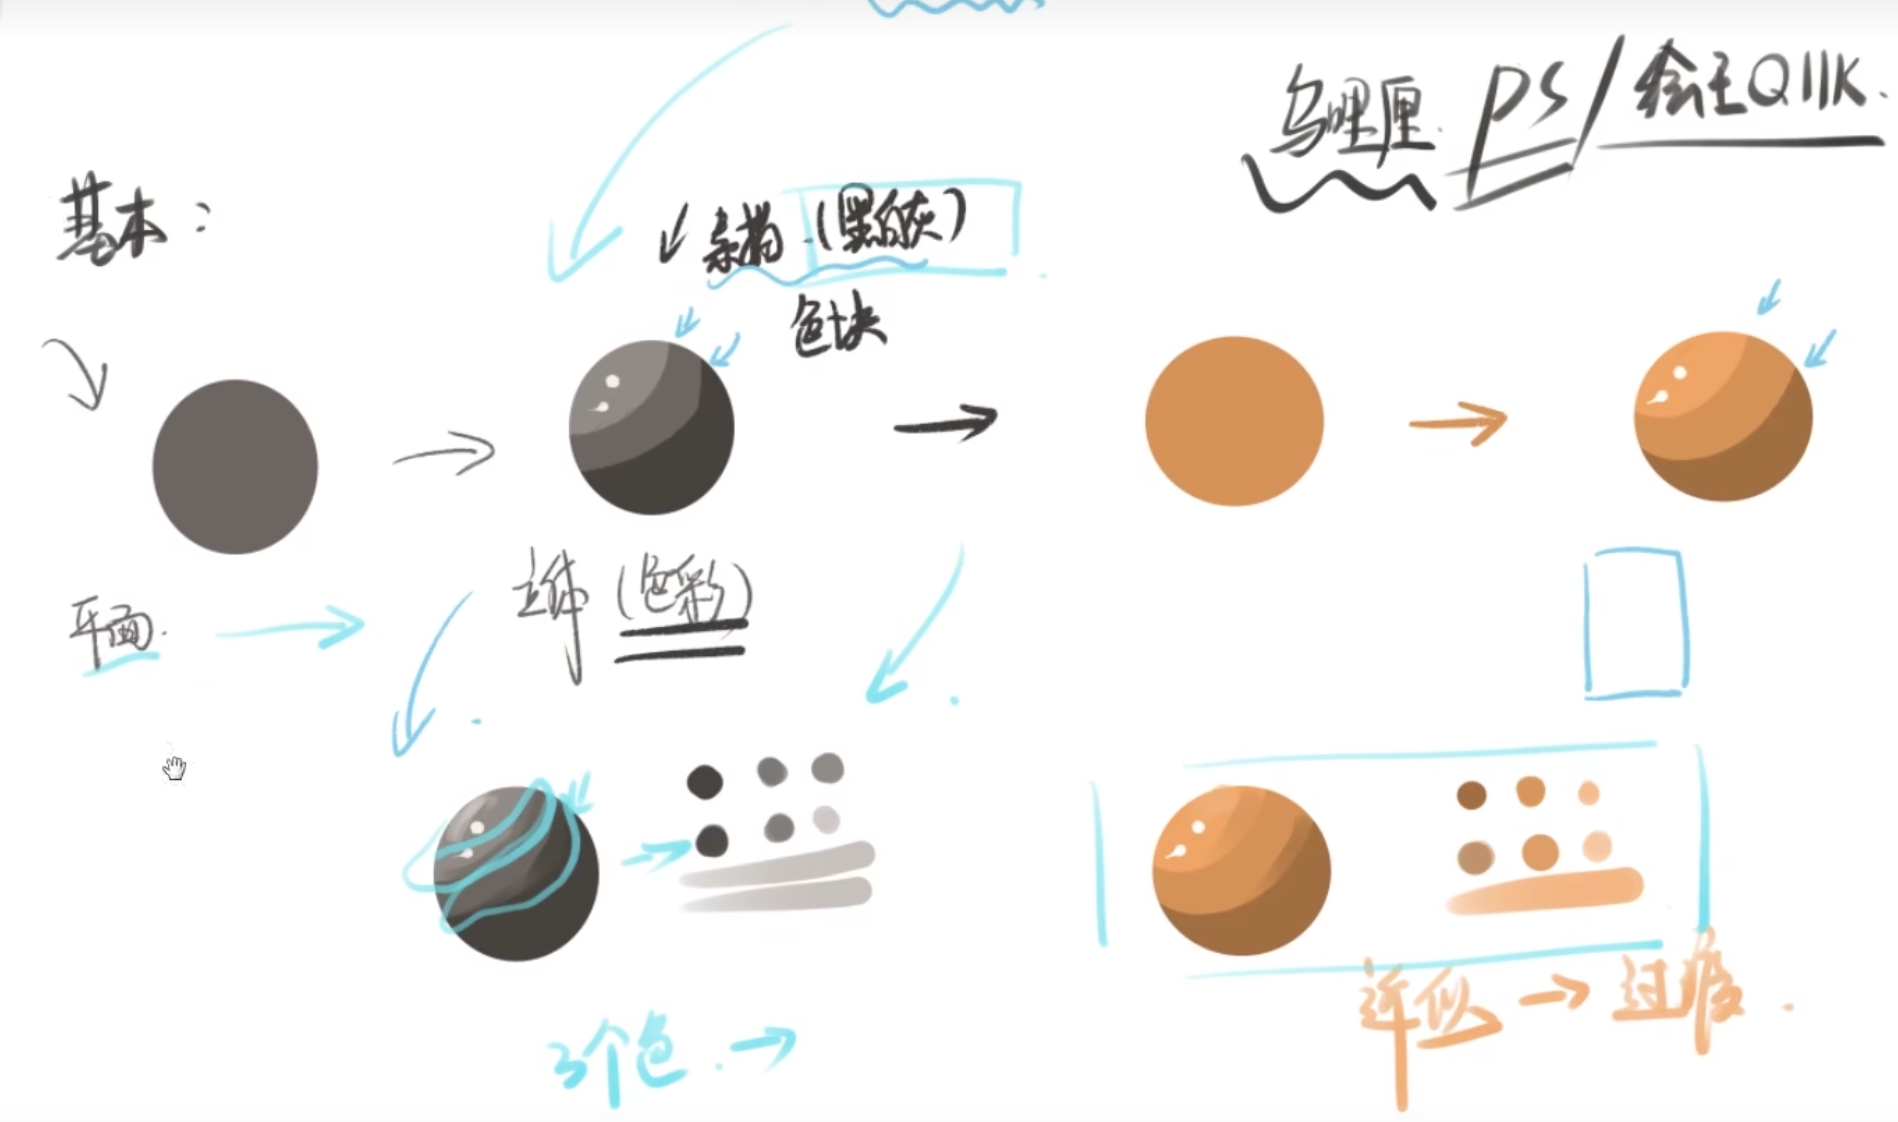 乌哩厘. PS/绘王Q11K.
基本:
素描 (黑白灰)
色块
平面.
立体 (色彩)
3个色.
近似 → 过度.